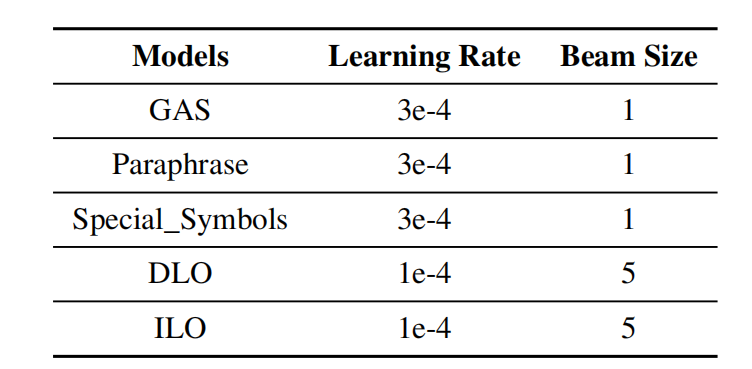 Models Learning Rate Beam Size
GAS 3e-4 1
Paraphrase 3e-4 1
Special_Symbols 3e-4 1
DLO 1e-4 5
ILO 1e-4 5